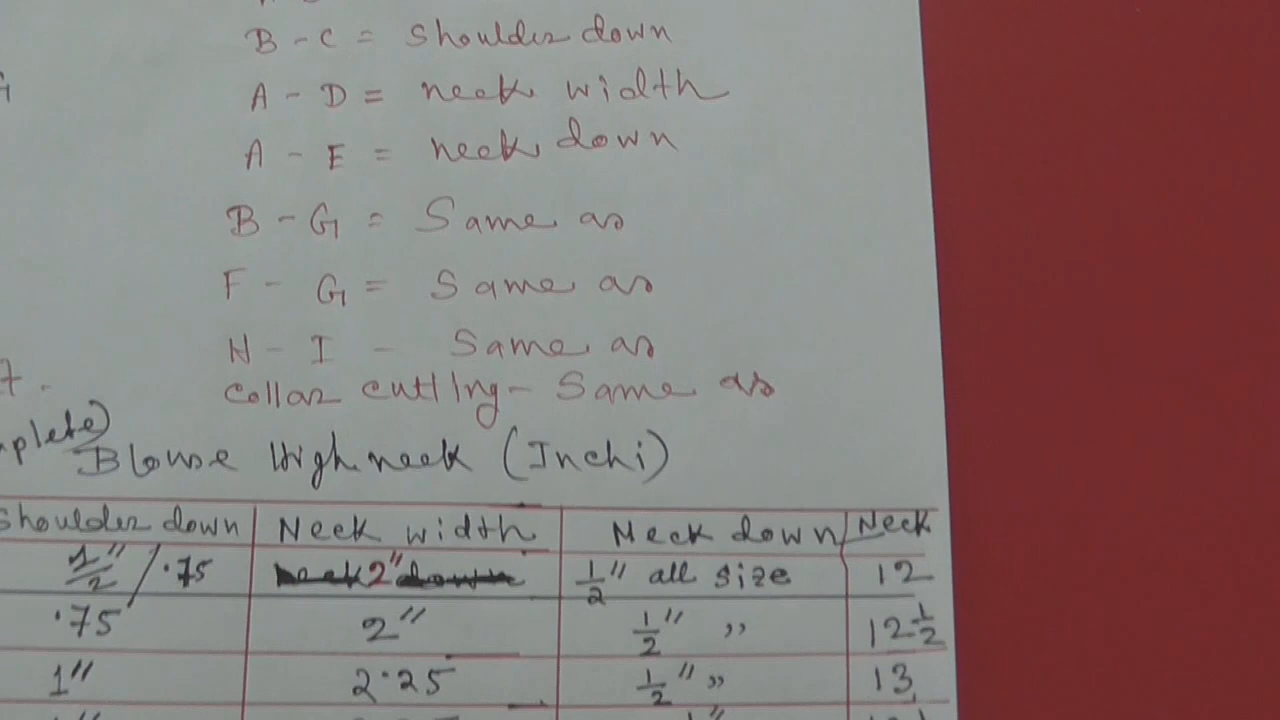 B - C = Shoulder down
G
A - D = neck width
A - E = neck down
B - G = Same as
F - G = Same as
H - I - Same as
7.
Collar cutting - Same as
mplete)
Blouse High neck (Inchi)
Shoulder down Neck width Neck down Neck
1/2" / .75 2" 1/2" all size 12
.75 2" 1/2" ,, 12 1/2
1" 2.25 1/2" ,, 13